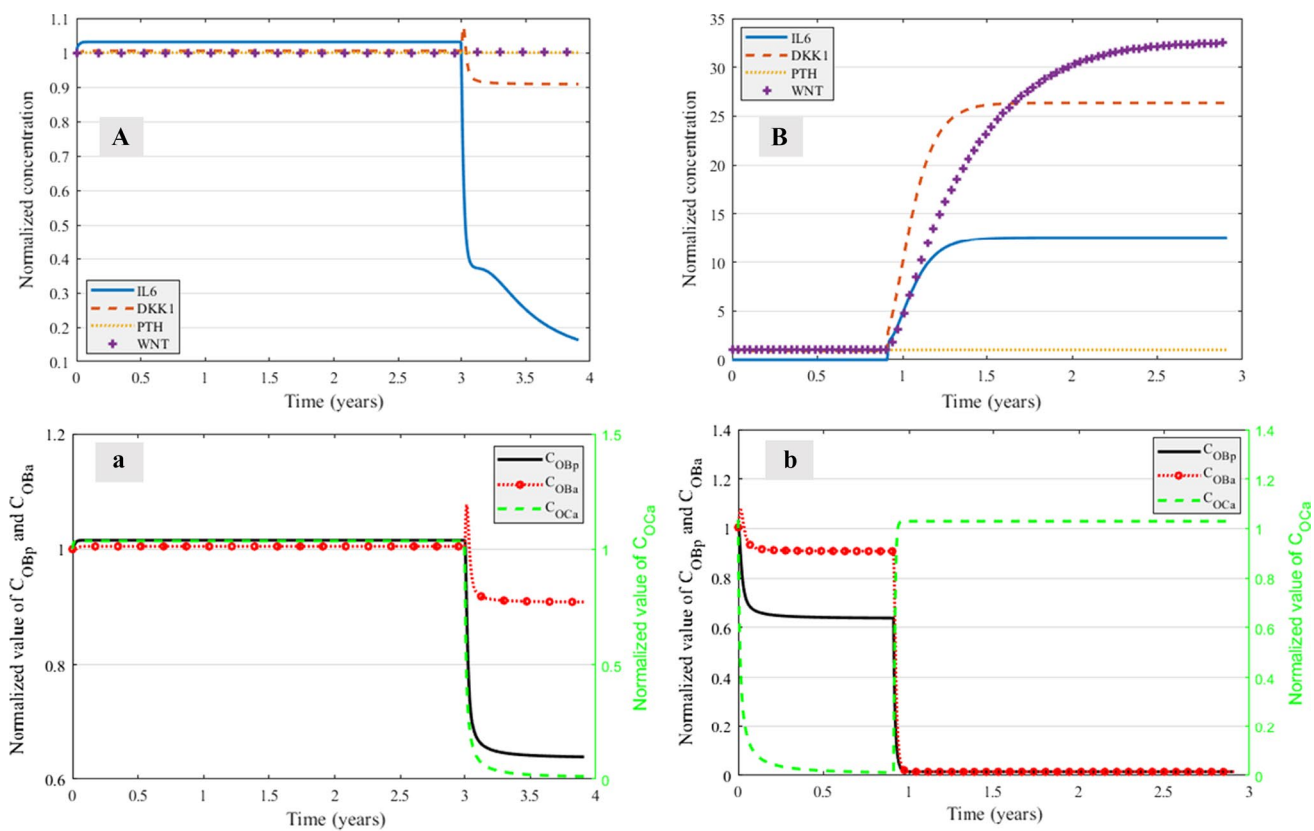 1.1
1
0.9
0.8
0.7
0.6
0.5
0.4
0.3
0.2
0.1
Normalized concentration
A
IL6
DKK1
PTH
WNT
0 0.5 1 1.5 2 2.5 3 3.5 4
Time (years)
35
30
25
20
15
10
5
0
Normalized concentration
IL6
DKK1
PTH
WNT
B
0 0.5 1 1.5 2 2.5 3
Time (years)
1.2
1
0.8
0.6
Normalized value of C_OBp and C_OBa
a
C_OBp
C_OBa
C_OCa
1.5
1
0.5
0
Normalized value of C_OCa
0 0.5 1 1.5 2 2.5 3 3.5 4
Time (years)
1.4
1.2
1
0.8
0.6
0.4
0.2
0
Normalized value of C_OBp and C_OBa
b
C_OBp
C_OBa
C_OCa
1.4
1.2
1
0.8
0.6
0.4
0.2
0
Normalized value of C_OCa
0 0.5 1 1.5 2 2.5 3
Time (years)